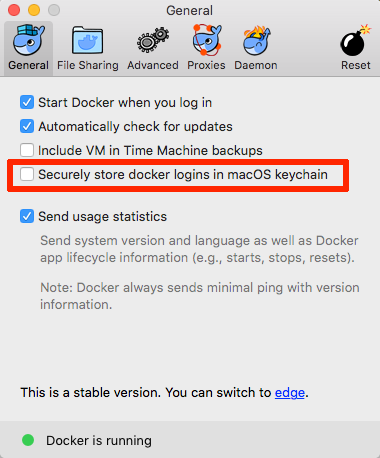 General
General File Sharing Advanced Proxies Daemon Reset
Start Docker when you log in
Automatically check for updates
Include VM in Time Machine backups
Securely store docker logins in macOS keychain
Send usage statistics
Send system version and language as well as Docker
app lifecycle information (e.g., starts, stops, resets).
Note: Docker always sends minimal ping with version
information.
This is a stable version. You can switch to edge.
Docker is running